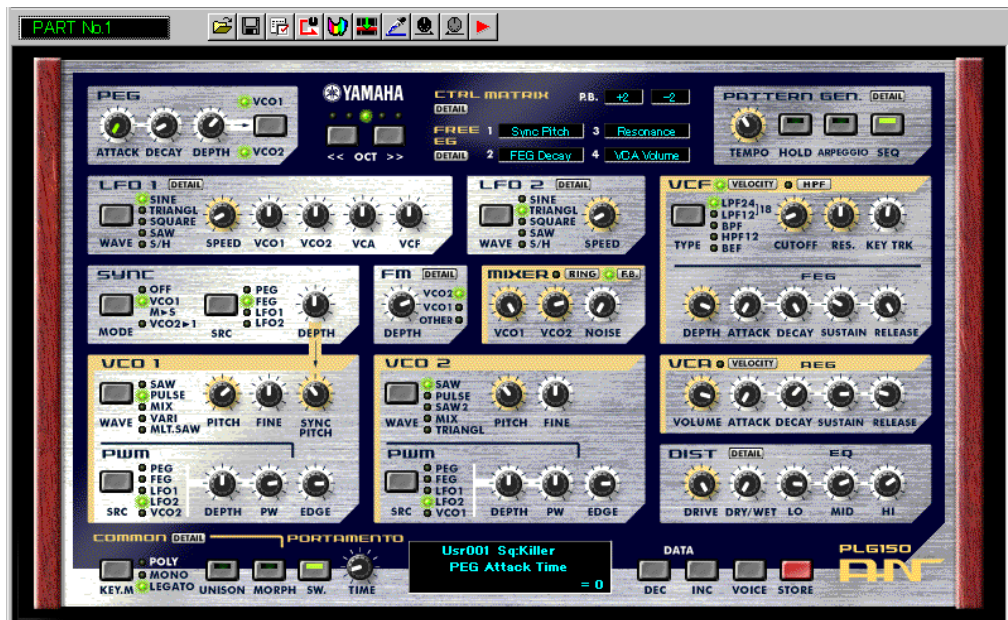 PART No.1
PEG
VCO1
VCO2
ATTACK DECAY DEPTH
YAMAHA
<< OCT >>
CTRL MATRIX
DETAIL
P.B. +2 -2
FREE EG
DETAIL
1 Sync Pitch 3 Resonance
2 FEG Decay 4 VCA Volume
PATTERN GEN. DETAIL
TEMPO HOLD ARPEGGIO SEQ
LFO 1 DETAIL
SINE
TRIANGL
SQUARE
SAW
S/H
WAVE SPEED VCO1 VCO2 VCA VCF
LFO 2 DETAIL
SINE
TRIANGL
SQUARE
SAW
S/H
WAVE SPEED
VCF VELOCITY HPF
LPF24
LPF12 18
BPF
HPF12
BEF
TYPE CUTOFF RES. KEY TRK
FEG
DEPTH ATTACK DECAY SUSTAIN RELEASE
SYNC
OFF
VCO1
M►S
VCO2►1
MODE
PEG
FEG
LFO1
LFO2
SRC DEPTH
FM DETAIL
VCO2
VCO1
OTHER
DEPTH
MIXER RING F.B.
VCO1 VCO2 NOISE
VCO 1
SAW
PULSE
MIX
VARI
MLT.SAW
WAVE PITCH FINE SYNC PITCH
PWM
PEG
FEG
LFO1
LFO2
VCO2
SRC DEPTH PW EDGE
VCO 2
SAW
PULSE
SAW2
MIX
TRIANGL
WAVE PITCH FINE
PWM
PEG
FEG
LFO1
LFO2
VCO1
SRC DEPTH PW EDGE
VCA VELOCITY AEG
VOLUME ATTACK DECAY SUSTAIN RELEASE
DIST DETAIL EQ
DRIVE DRY/WET LO MID HI
COMMON DETAIL PORTAMENTO
POLY
MONO
LEGATO
KEY.M UNISON MORPH SW. TIME
Usr001 Sq:Killer
PEG Attack Time
= 0
DATA
DEC INC VOICE STORE
PLG150
AN